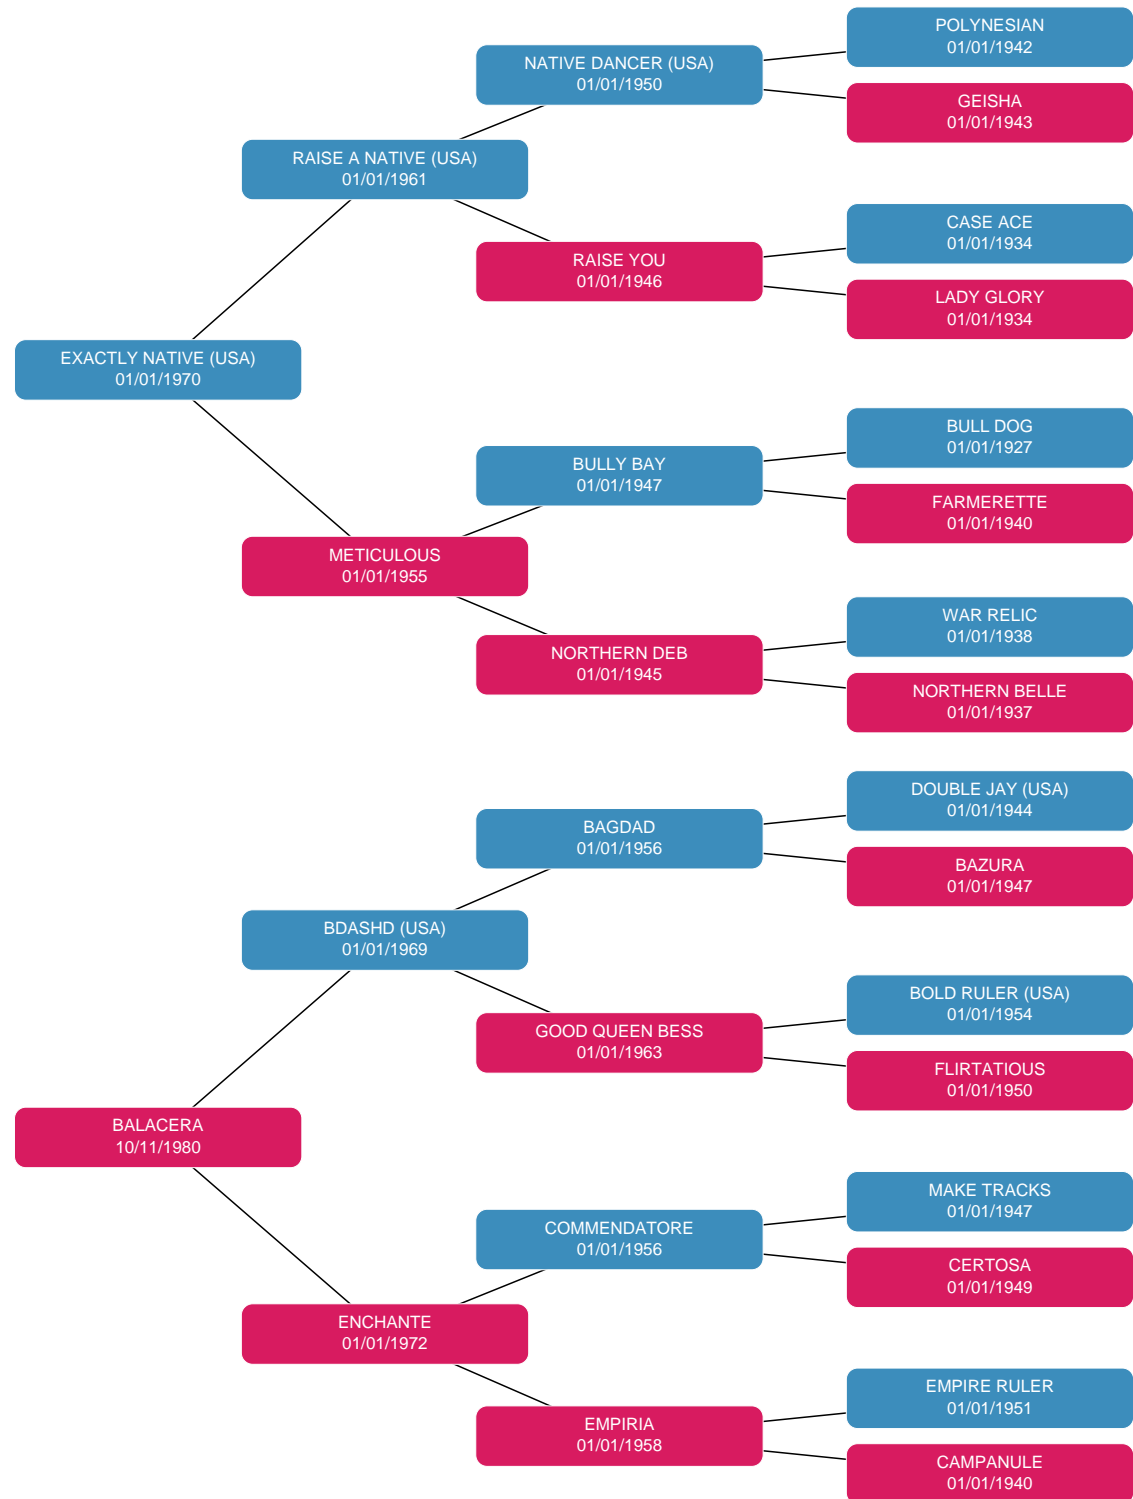 POLYNESIAN
01/01/1942
NATIVE DANCER (USA)
01/01/1950
GEISHA
01/01/1943
RAISE A NATIVE (USA)
01/01/1961
CASE ACE
01/01/1934
RAISE YOU
01/01/1946
LADY GLORY
01/01/1934
EXACTLY NATIVE (USA)
01/01/1970
BULL DOG
01/01/1927
BULLY BAY
01/01/1947
FARMERETTE
01/01/1940
METICULOUS
01/01/1955
WAR RELIC
01/01/1938
NORTHERN DEB
01/01/1945
NORTHERN BELLE
01/01/1937
DOUBLE JAY (USA)
01/01/1944
BAGDAD
01/01/1956
BAZURA
01/01/1947
BDASHD (USA)
01/01/1969
BOLD RULER (USA)
01/01/1954
GOOD QUEEN BESS
01/01/1963
FLIRTATIOUS
01/01/1950
BALACERA
10/11/1980
MAKE TRACKS
01/01/1947
COMMENDATORE
01/01/1956
CERTOSA
01/01/1949
ENCHANTE
01/01/1972
EMPIRE RULER
01/01/1951
EMPIRIA
01/01/1958
CAMPANULE
01/01/1940